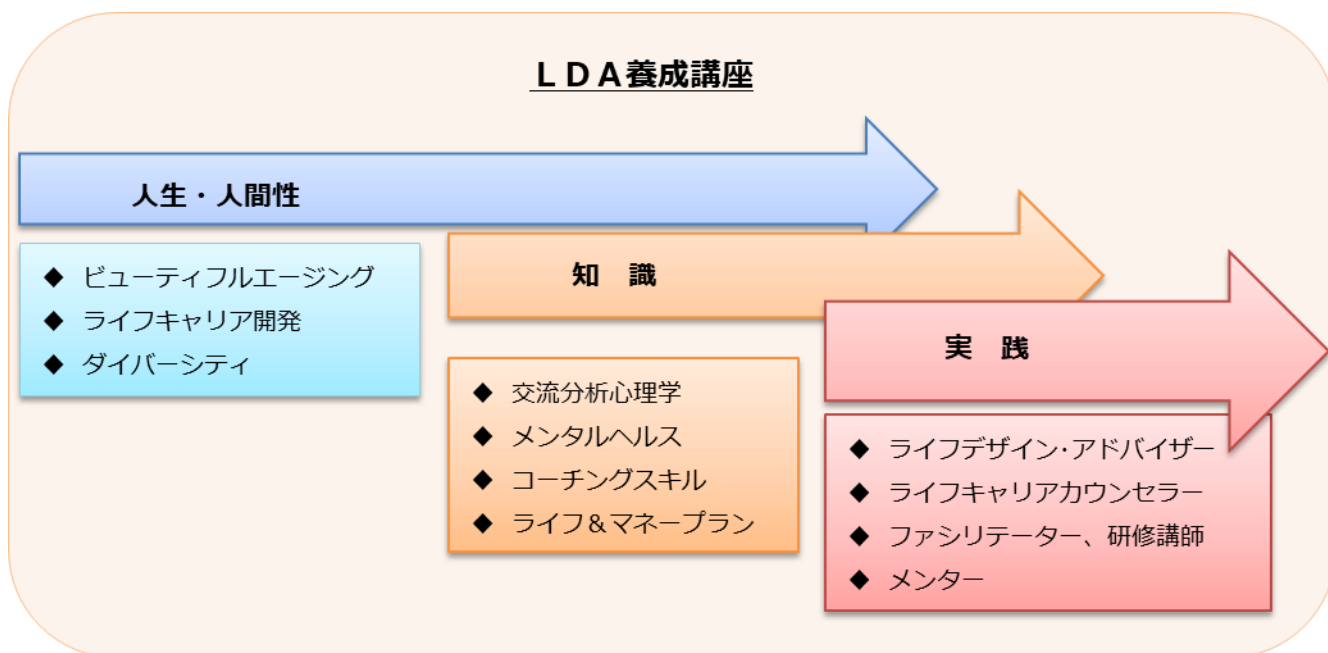 LDA養成講座
人生・人間性
◆ ビューティフルエージング
◆ ライフキャリア開発
◆ ダイバーシティ
知 識
◆ 交流分析心理学
◆ メンタルヘルス
◆ コーチングスキル
◆ ライフ&マネープラン
実 践
◆ ライフデザイン・アドバイザー
◆ ライフキャリアカウンセラー
◆ ファシリテーター、研修講師
◆ メンター